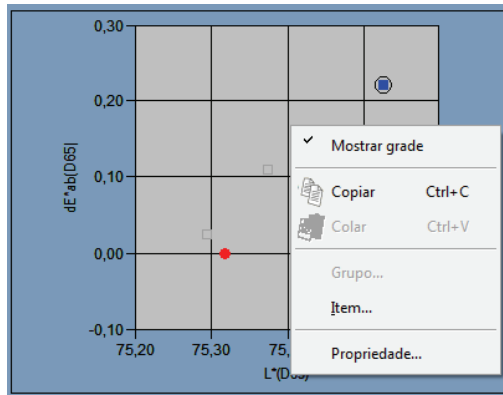 0,30
0,20
0,10
0,00
-0,10
dE*ab[D65]
75,20
75,30
75,
L*(D65)
Mostrar grade
Copiar Ctrl+C
Colar Ctrl+V
Grupo...
Item...
Propriedade...